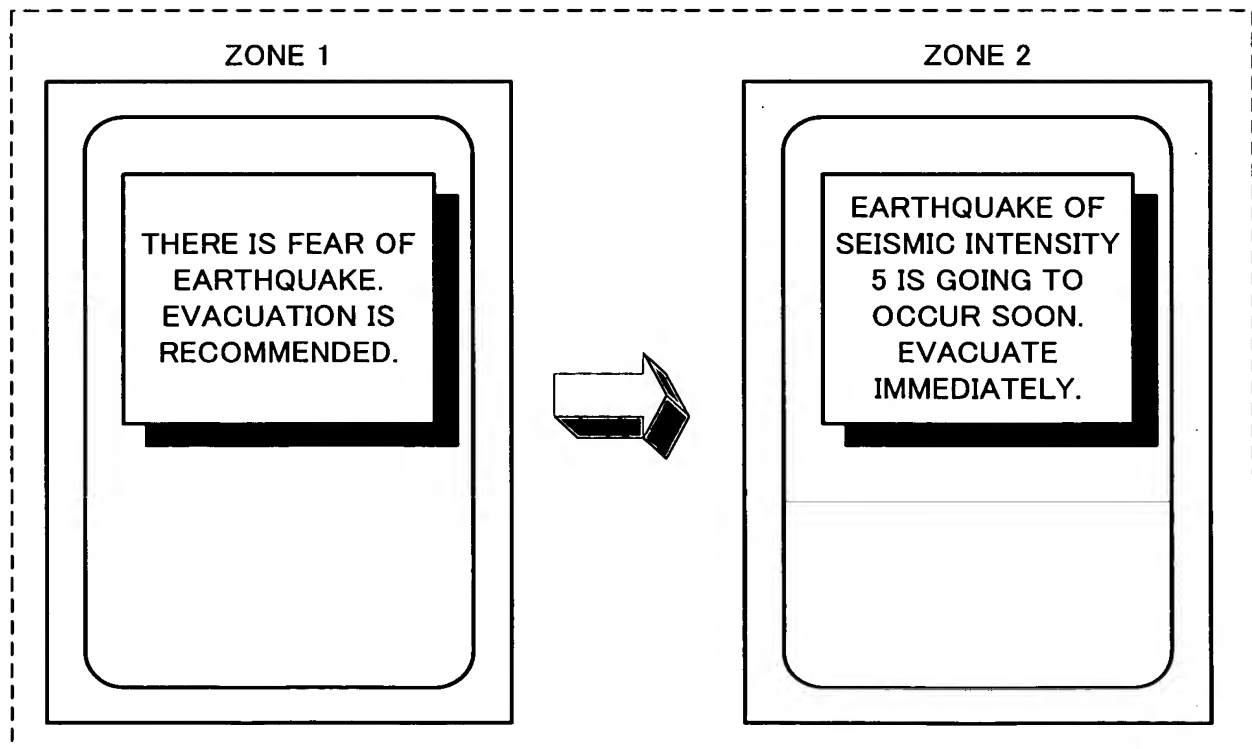 ZONE 1
THERE IS FEAR OF
EARTHQUAKE.
EVACUATION IS
RECOMMENDED.
ZONE 2
EARTHQUAKE OF
SEISMIC INTENSITY
5 IS GOING TO
OCCUR SOON.
EVACUATE
IMMEDIATELY.